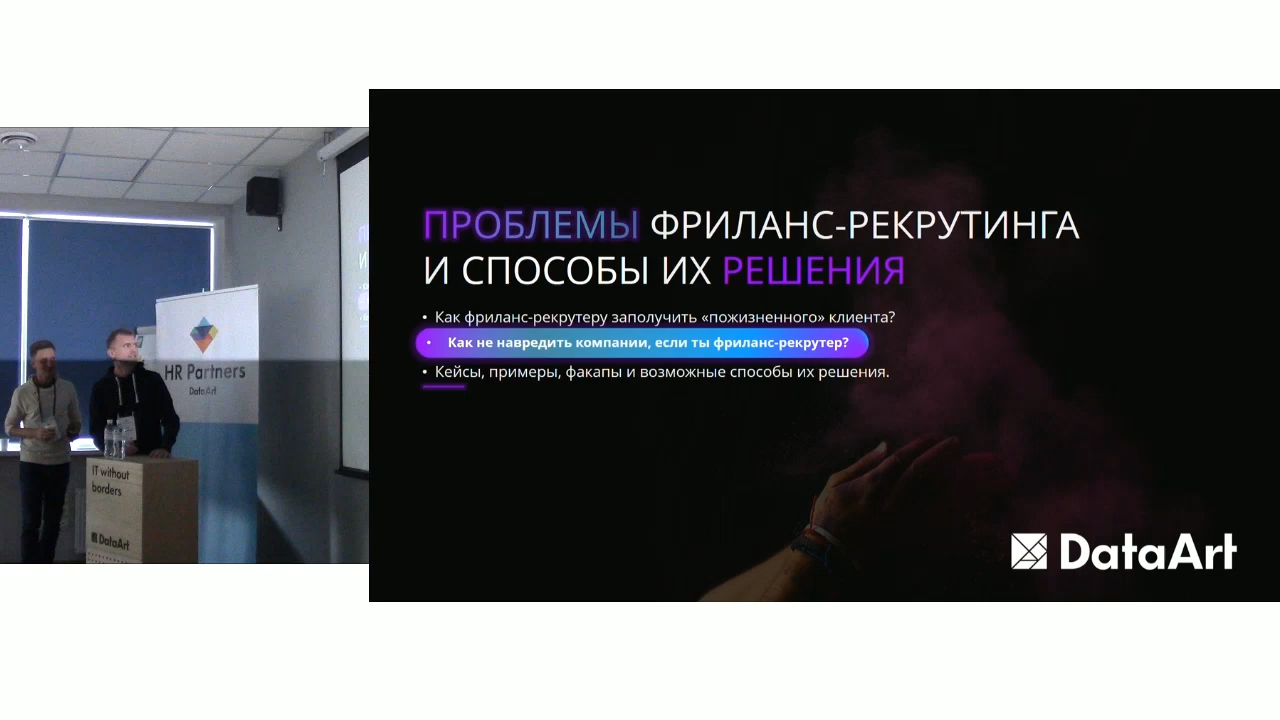 HR Partners
DataArt
IT without
borders
DataArt
ПРОБЛЕМЫ ФРИЛАНС-РЕКРУТИНГА
И СПОСОБЫ ИХ РЕШЕНИЯ
• Как фриланс-рекрутеру заполучить «пожизненного» клиента?
• Как не навредить компании, если ты фриланс-рекрутер?
• Кейсы, примеры, факапы и возможные способы их решения.
DataArt